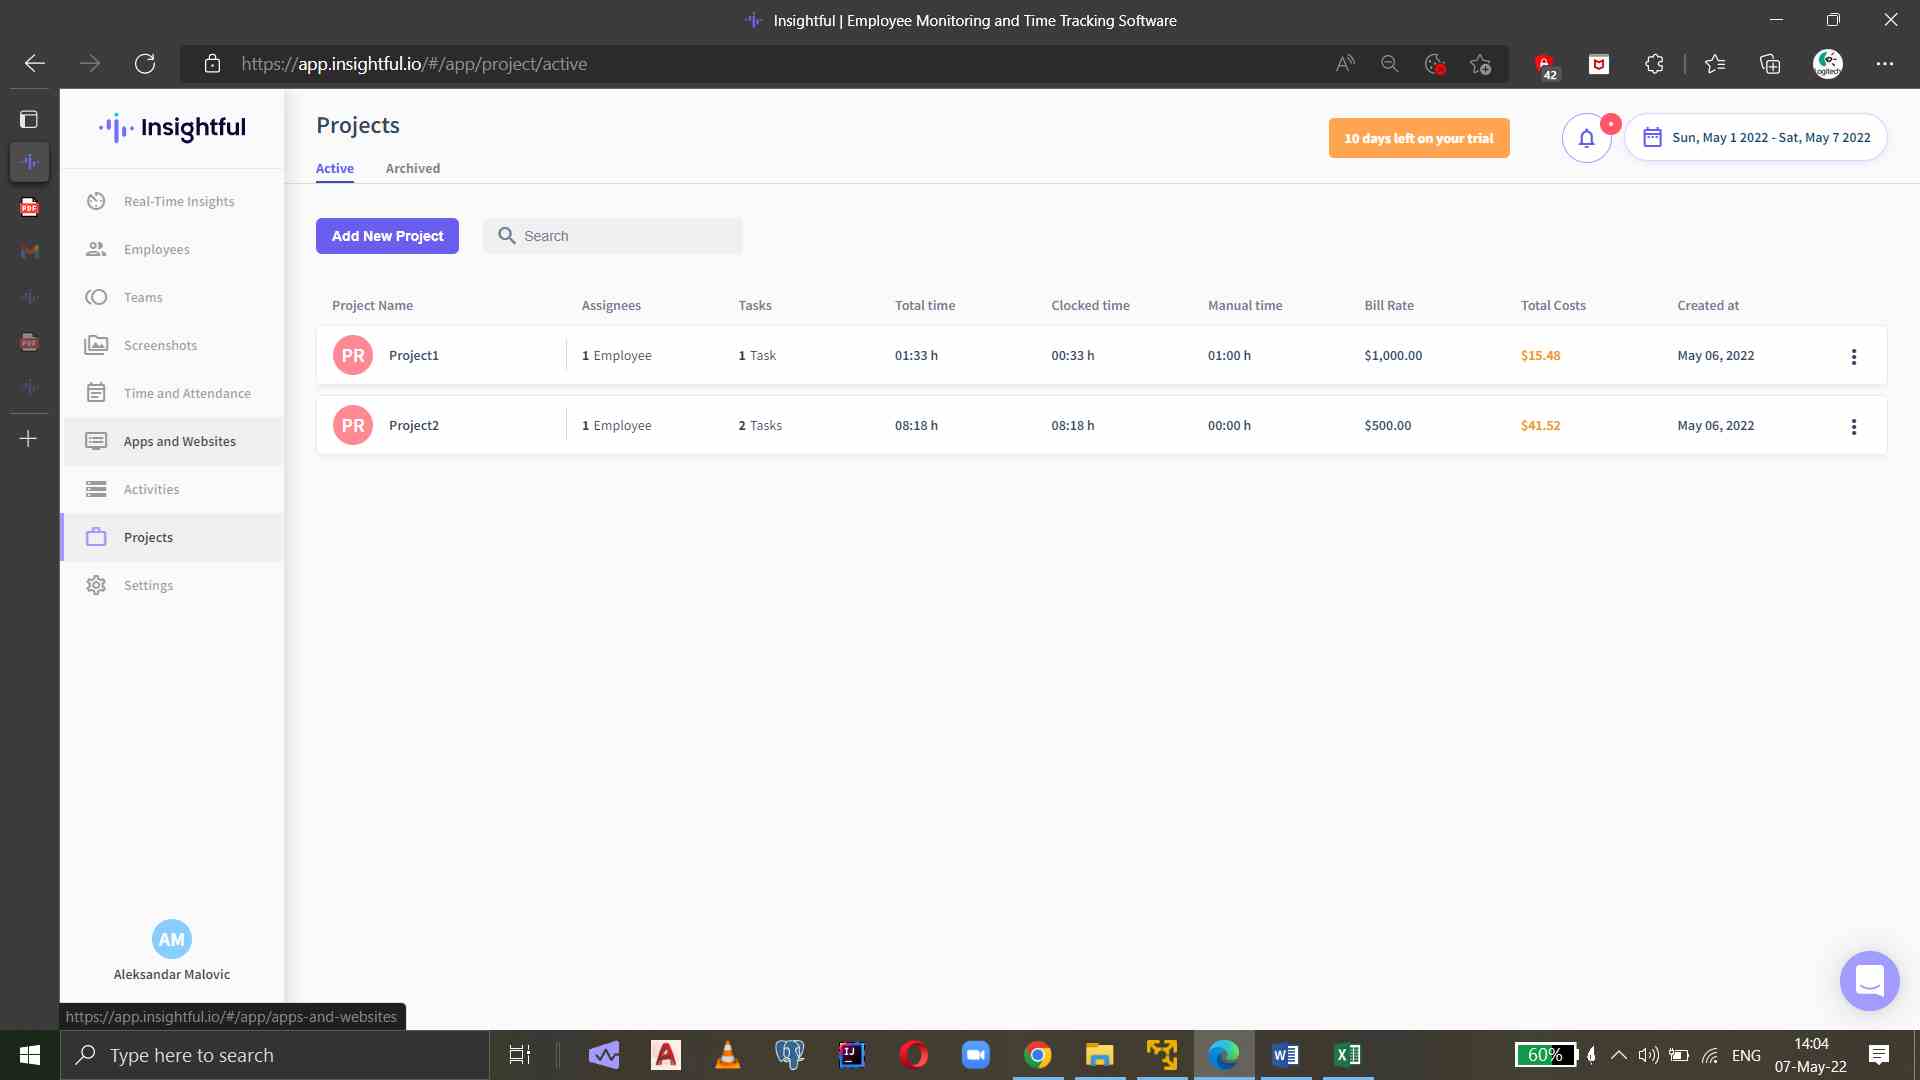 Insightful | Employee Monitoring and Time Tracking Software
https://app.insightful.io/#/app/project/active
42
Insightful
Projects
10 days left on your trial
Sun, May 1 2022 - Sat, May 7 2022
Active
Archived
Real-Time Insights
Employees
Teams
Screenshots
Time and Attendance
Apps and Websites
Activities
Projects
Settings
Add New Project
Search
Project Name Assignees Tasks Total time Clocked time Manual time Bill Rate Total Costs Created at
PR Project1 1 Employee 1 Task 01:33 h 00:33 h 01:00 h $1,000.00 $15.48 May 06, 2022
PR Project2 1 Employee 2 Tasks 08:18 h 08:18 h 00:00 h $500.00 $41.52 May 06, 2022
AM
Aleksandar Malovic
https://app.insightful.io/#/app/apps-and-websites
Type here to search
60%
ENG
14:04
07-May-22